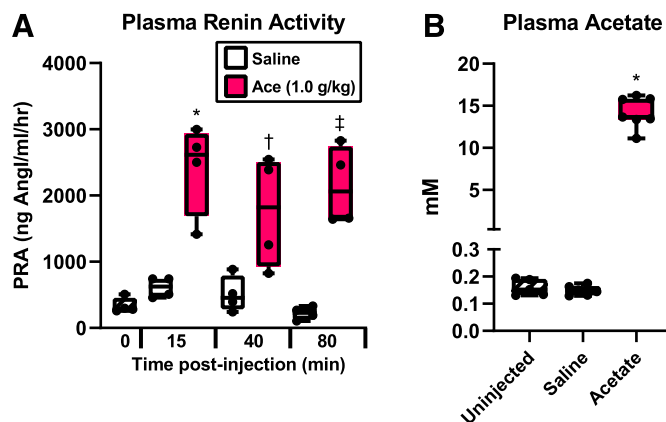 A
Plasma Renin Activity
Saline
Ace (1.0 g/kg)
PRA (ng AngI/ml/hr)
4000
3000
2000
1000
0
*
†
‡
0 15 40 80
Time post-injection (min)
B
Plasma Acetate
mM
20
15
10
5
0.3
0.2
0.1
0.0
*
Uninjected
Saline
Acetate